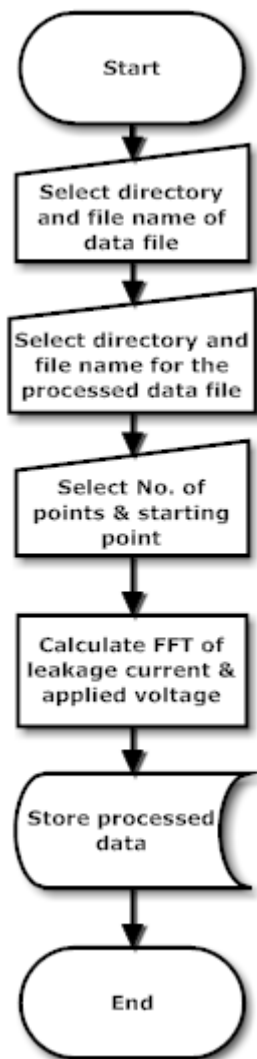 Start
Select directory
and file name of
data file
Select directory and
file name for the
processed data file
Select No. of
points & starting
point
Calculate FFT of
leakage current &
applied voltage
Store processed
data
End